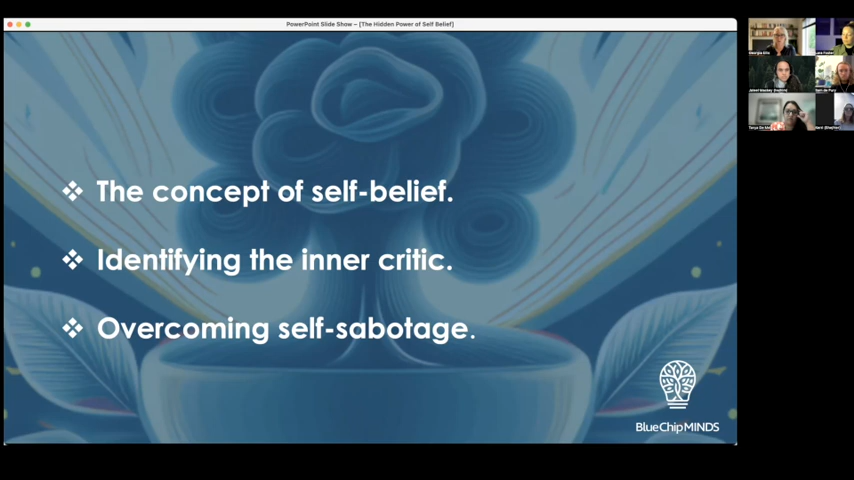 PowerPoint Slide Show – [The Hidden Power of Self Belief]
❖ The concept of self-belief.
❖ Identifying the inner critic.
❖ Overcoming self-sabotage.
BlueChipMINDS